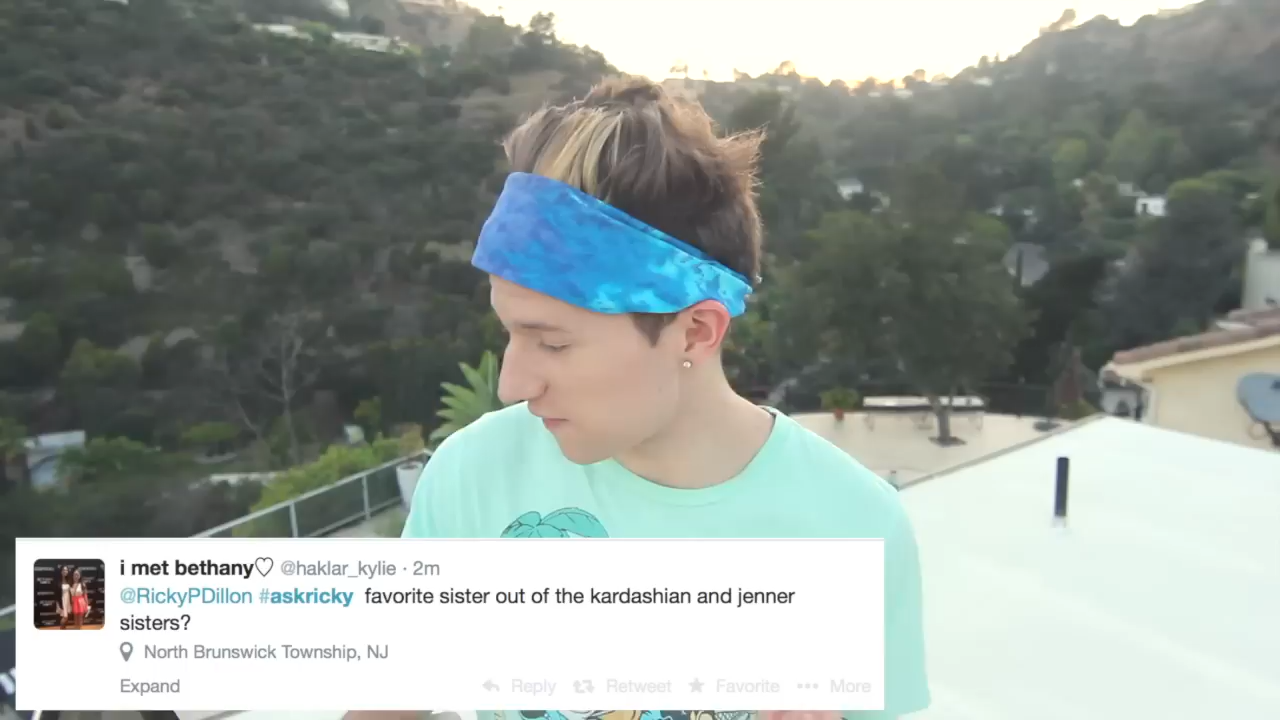 i met bethany♡ @haklar_kylie · 2m
@RickyPDillon #askricky favorite sister out of the kardashian and jenner
sisters?
North Brunswick Township, NJ
Expand Reply Retweet Favorite More